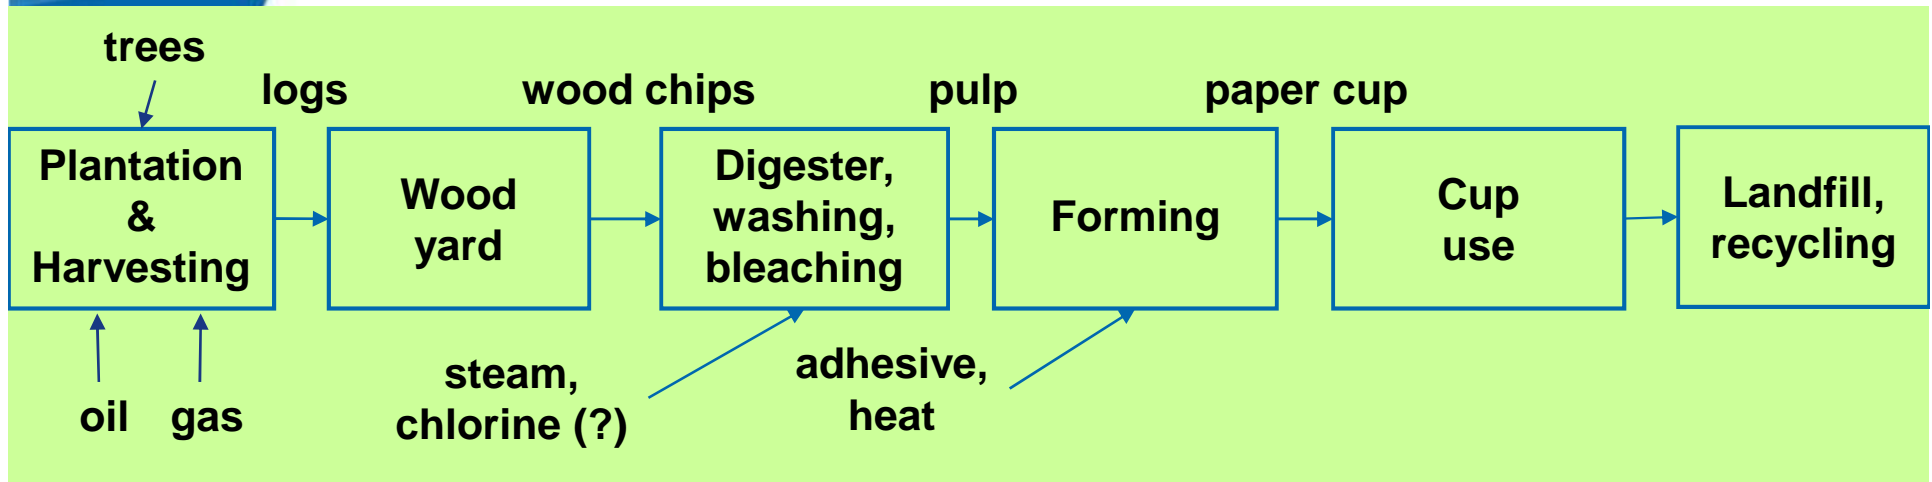 trees
logs
wood chips
pulp
paper cup
Plantation
&
Harvesting
Wood
yard
Digester,
washing,
bleaching
Forming
Cup
use
Landfill,
recycling
oil
gas
steam,
chlorine (?)
adhesive,
heat